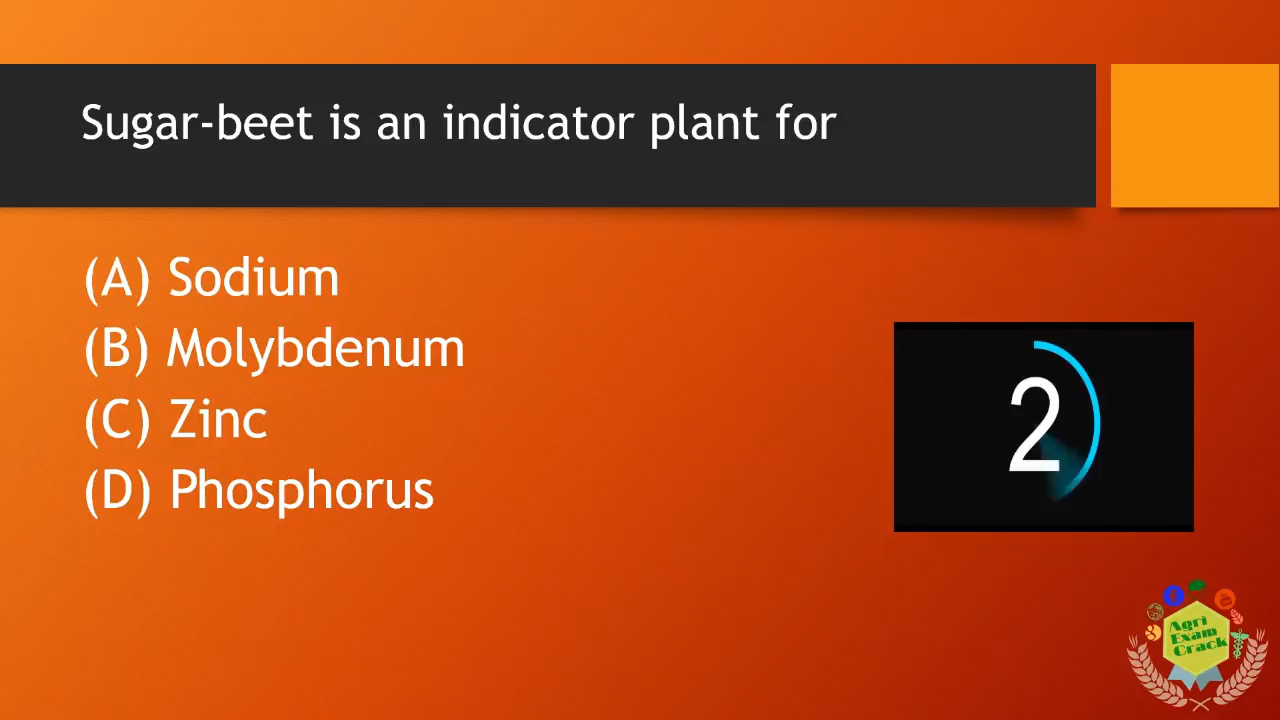 Sugar-beet is an indicator plant for
(A) Sodium
(B) Molybdenum
(C) Zinc
(D) Phosphorus
2
Agri
Exam
Crack